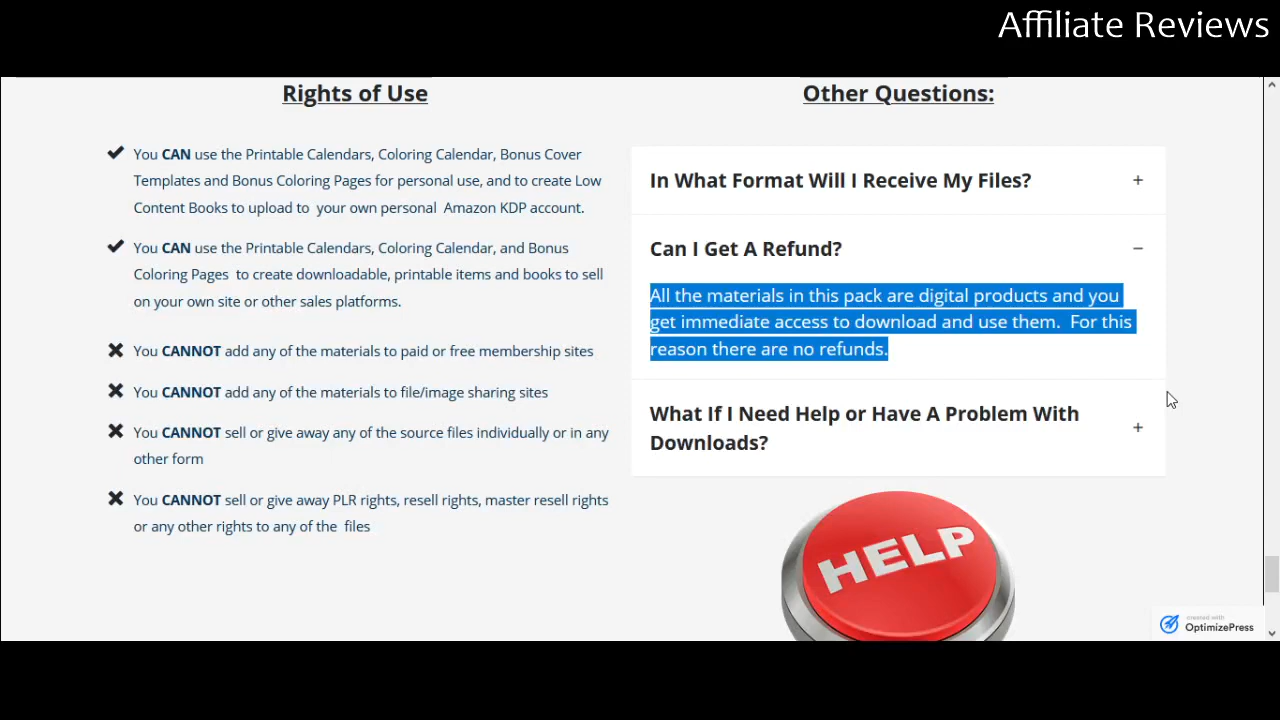 Affiliate Reviews
Rights of Use
You CAN use the Printable Calendars, Coloring Calendar, Bonus Cover
Templates and Bonus Coloring Pages for personal use, and to create Low
Content Books to upload to your own personal Amazon KDP account.
You CAN use the Printable Calendars, Coloring Calendar, and Bonus
Coloring Pages to create downloadable, printable items and books to sell
on your own site or other sales platforms.
You CANNOT add any of the materials to paid or free membership sites
You CANNOT add any of the materials to file/image sharing sites
You CANNOT sell or give away any of the source files individually or in any
other form
You CANNOT sell or give away PLR rights, resell rights, master resell rights
or any other rights to any of the files
Other Questions:
In What Format Will I Receive My Files?
Can I Get A Refund?
All the materials in this pack are digital products and you
get immediate access to download and use them. For this
reason there are no refunds.
What If I Need Help or Have A Problem With
Downloads?
HELP
created with
OptimizePress